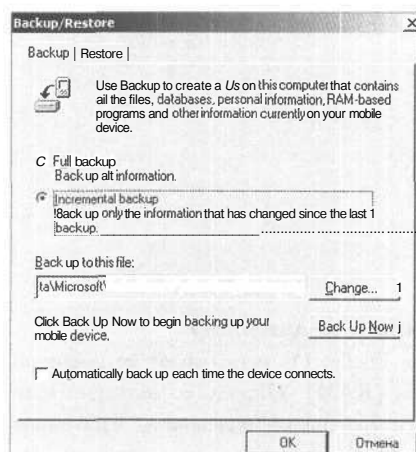 Backup/Restore
Backup | Restore |
Use Backup to create a Us on this computer that contains
ail the files, databases, personal information, RAM-based
programs and other information currently on your mobile
device.
C Full backup
Back up alt information.
Incremental backup
!8ack up only the information that has changed since the last 1
backup.
Back up to this file:
ta\Microsoft\
Change... 1
Click Back Up Now to begin backing up your
mobile device.
Back Up Now j
Automatically back up each time the device connects.
OK
Отмена